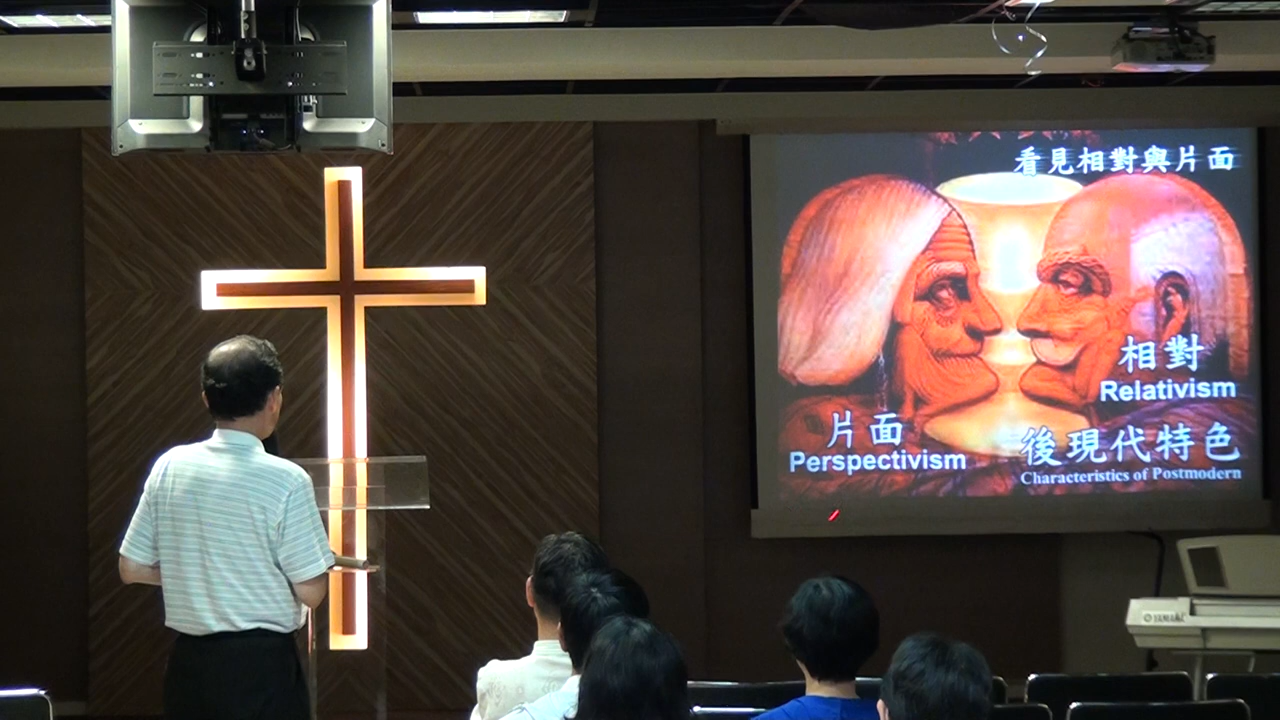 看見相對與片面
相對
Relativism
片面
Perspectivism
後現代特色
Characteristics of Postmodern
YAMAHA